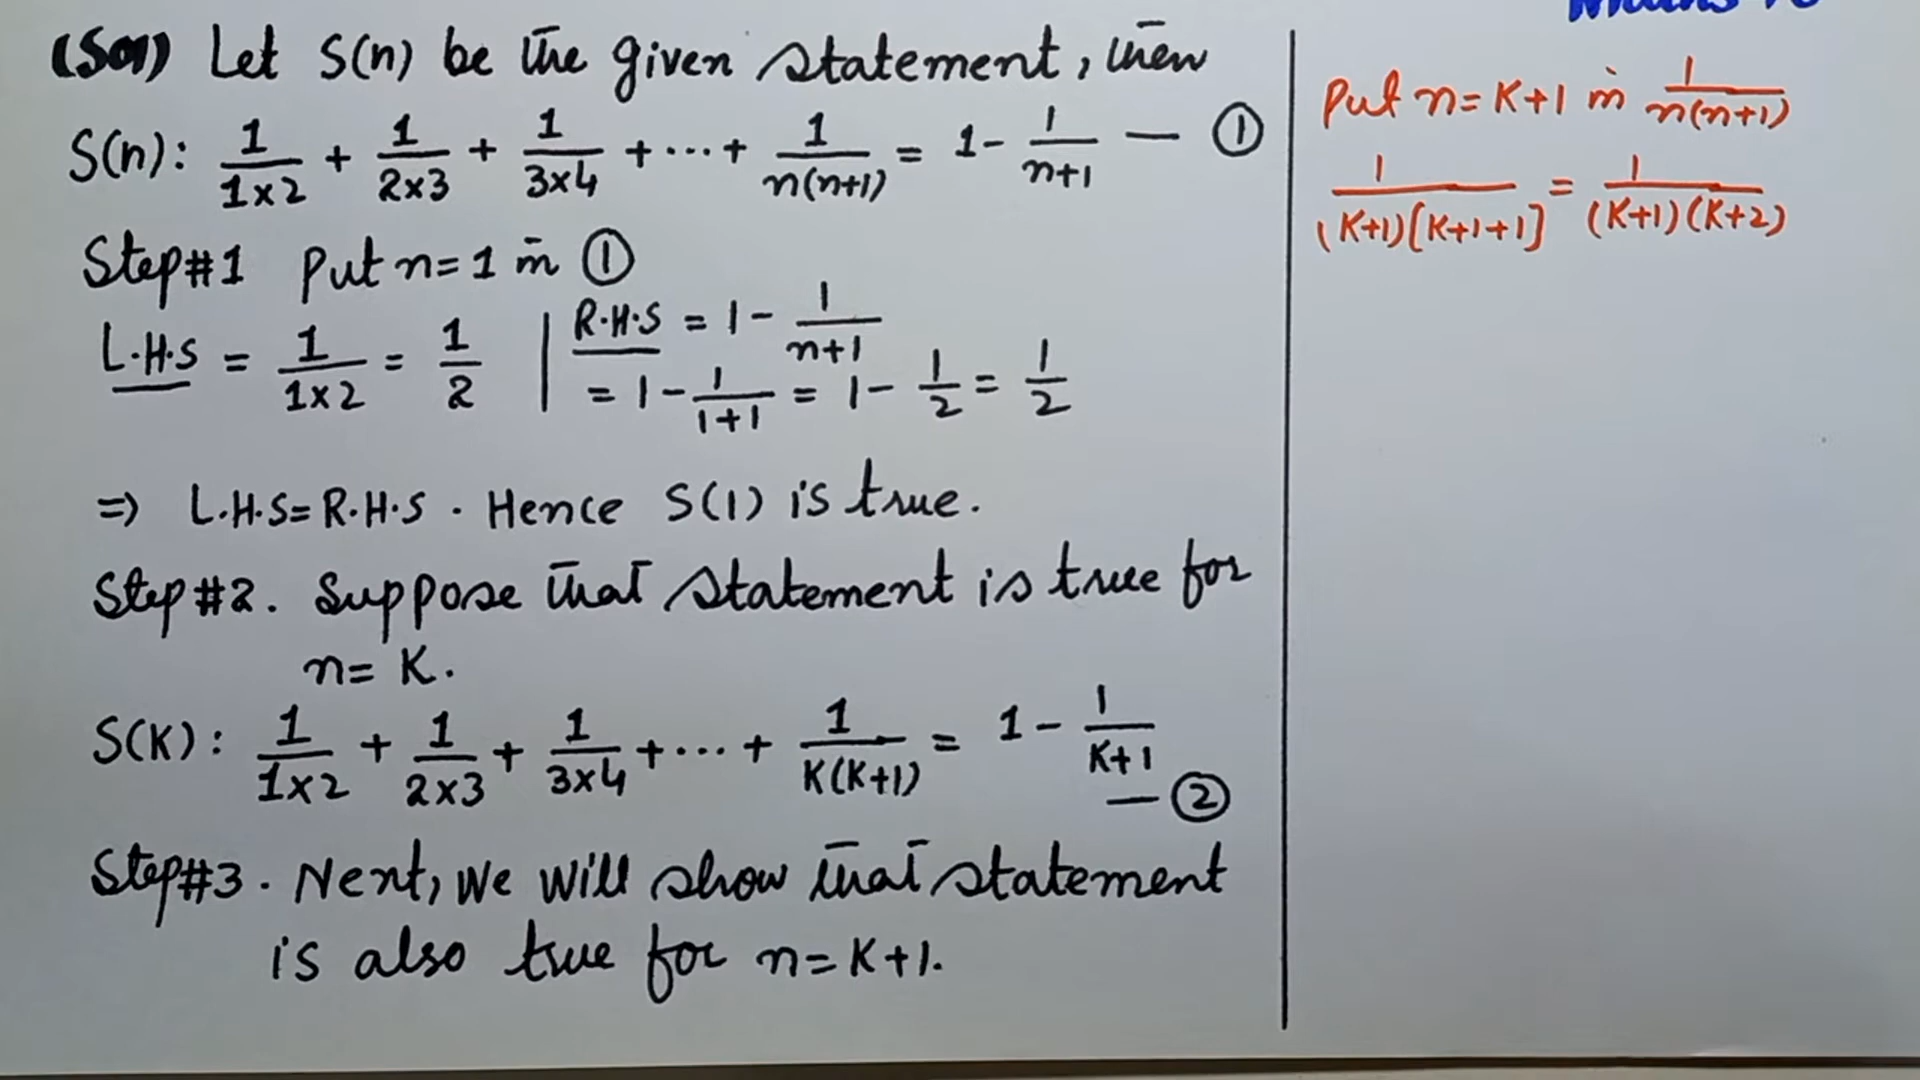 (Sol) Let S(n) be the given statement, then
S(n): 1/(1×2) + 1/(2×3) + 1/(3×4) + ... + 1/(n(n+1)) = 1 - 1/(n+1) — ①
Step#1 Put n=1 in ①
L.H.S = 1/(1×2) = 1/2 | R.H.S = 1 - 1/(n+1)
= 1 - 1/(1+1) = 1 - 1/2 = 1/2
⇒ L.H.S=R.H.S. Hence S(1) is true.
Step#2. Suppose that statement is true for
n= K.
S(K): 1/(1×2) + 1/(2×3) + 1/(3×4) + ... + 1/(K(K+1)) = 1 - 1/(K+1)
— ②
Step#3. Next, we will show that statement
is also true for n=K+1.
Put n=K+1 in 1/(n(n+1))
1/((K+1)[K+1+1]) = 1/((K+1)(K+2))